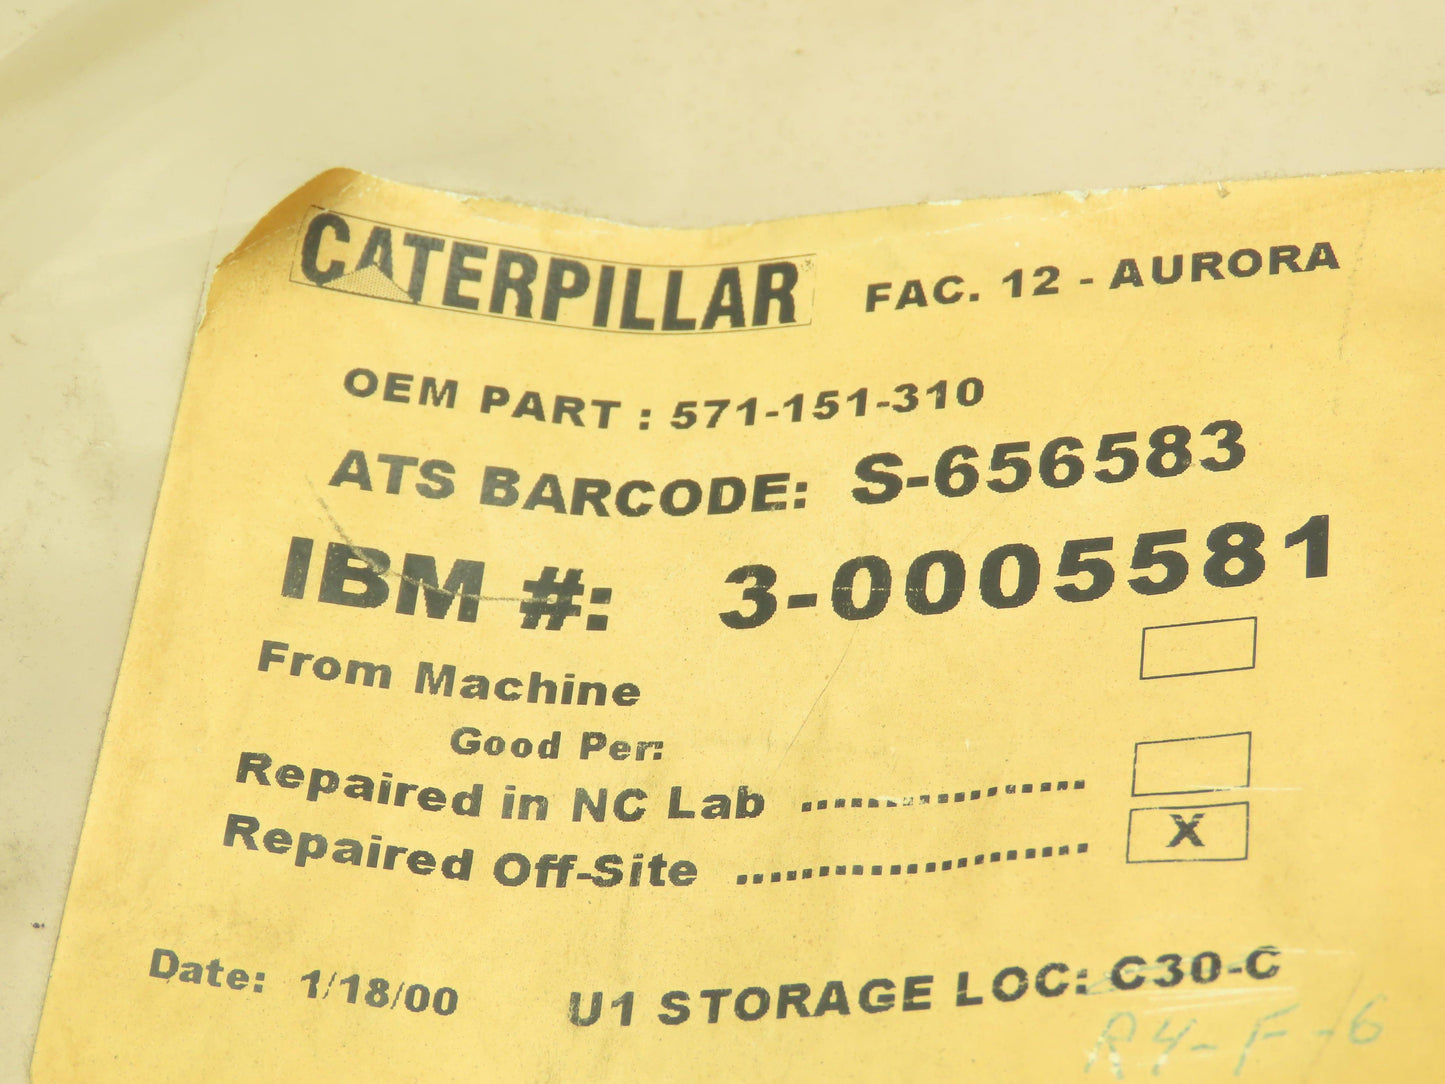 CATERPILLAR FAC. 12 - AURORA
OEM PART : 571-151-310
ATS BARCODE: S-656583
IBM #: 3-0005581
From Machine
Good Per:
Repaired in NC Lab ......................
Repaired Off-Site ........................... X
Date: 1/18/00 U1 STORAGE LOC: C30-C
R4-F-6